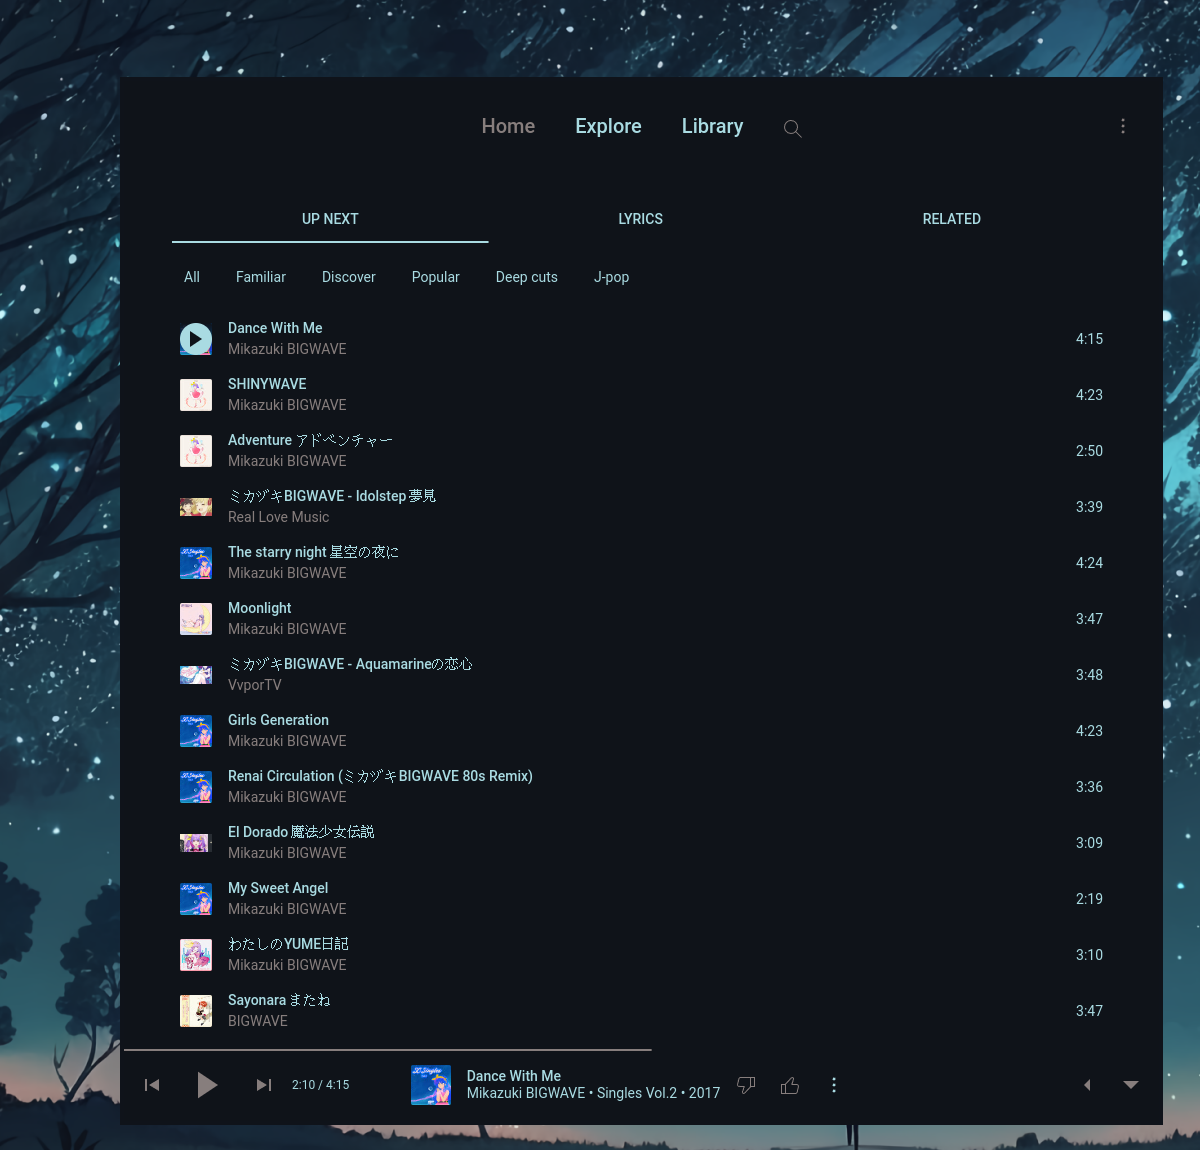 Home Explore Library
UP NEXT LYRICS RELATED
All Familiar Discover Popular Deep cuts J-pop
Dance With Me
Mikazuki BIGWAVE
4:15
SHINYWAVE
Mikazuki BIGWAVE
4:23
Adventure アドベンチャー
Mikazuki BIGWAVE
2:50
ミカヅキBIGWAVE - Idolstep 夢見
Real Love Music
3:39
The starry night 星空の夜に
Mikazuki BIGWAVE
4:24
Moonlight
Mikazuki BIGWAVE
3:47
ミカヅキBIGWAVE - Aquamarineの恋心
VvporTV
3:48
Girls Generation
Mikazuki BIGWAVE
4:23
Renai Circulation (ミカヅキBIGWAVE 80s Remix)
Mikazuki BIGWAVE
3:36
El Dorado 魔法少女伝説
Mikazuki BIGWAVE
3:09
My Sweet Angel
Mikazuki BIGWAVE
2:19
わたしのYUME日記
Mikazuki BIGWAVE
3:10
Sayonara またね
BIGWAVE
3:47
2:10 / 4:15
Dance With Me
Mikazuki BIGWAVE • Singles Vol.2 • 2017